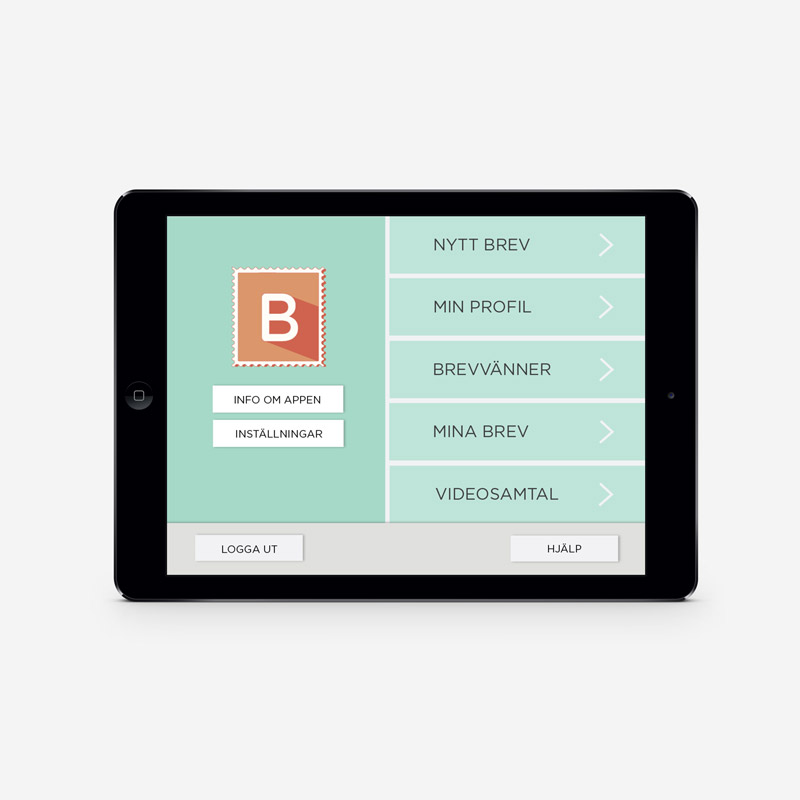 B
INFO OM APPEN
INSTÄLLNINGAR
NYTT BREV
MIN PROFIL
BREVVÄNNER
MINA BREV
VIDEOSAMTAL
LOGGA UT
HJÄLP